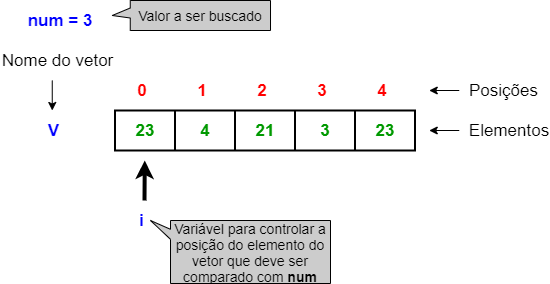 num = 3
Valor a ser buscado
Nome do vetor
0 1 2 3 4
Posições
V
23 4 21 3 23
Elementos
i
Variável para controlar a
posição do elemento do
vetor que deve ser
comparado com num